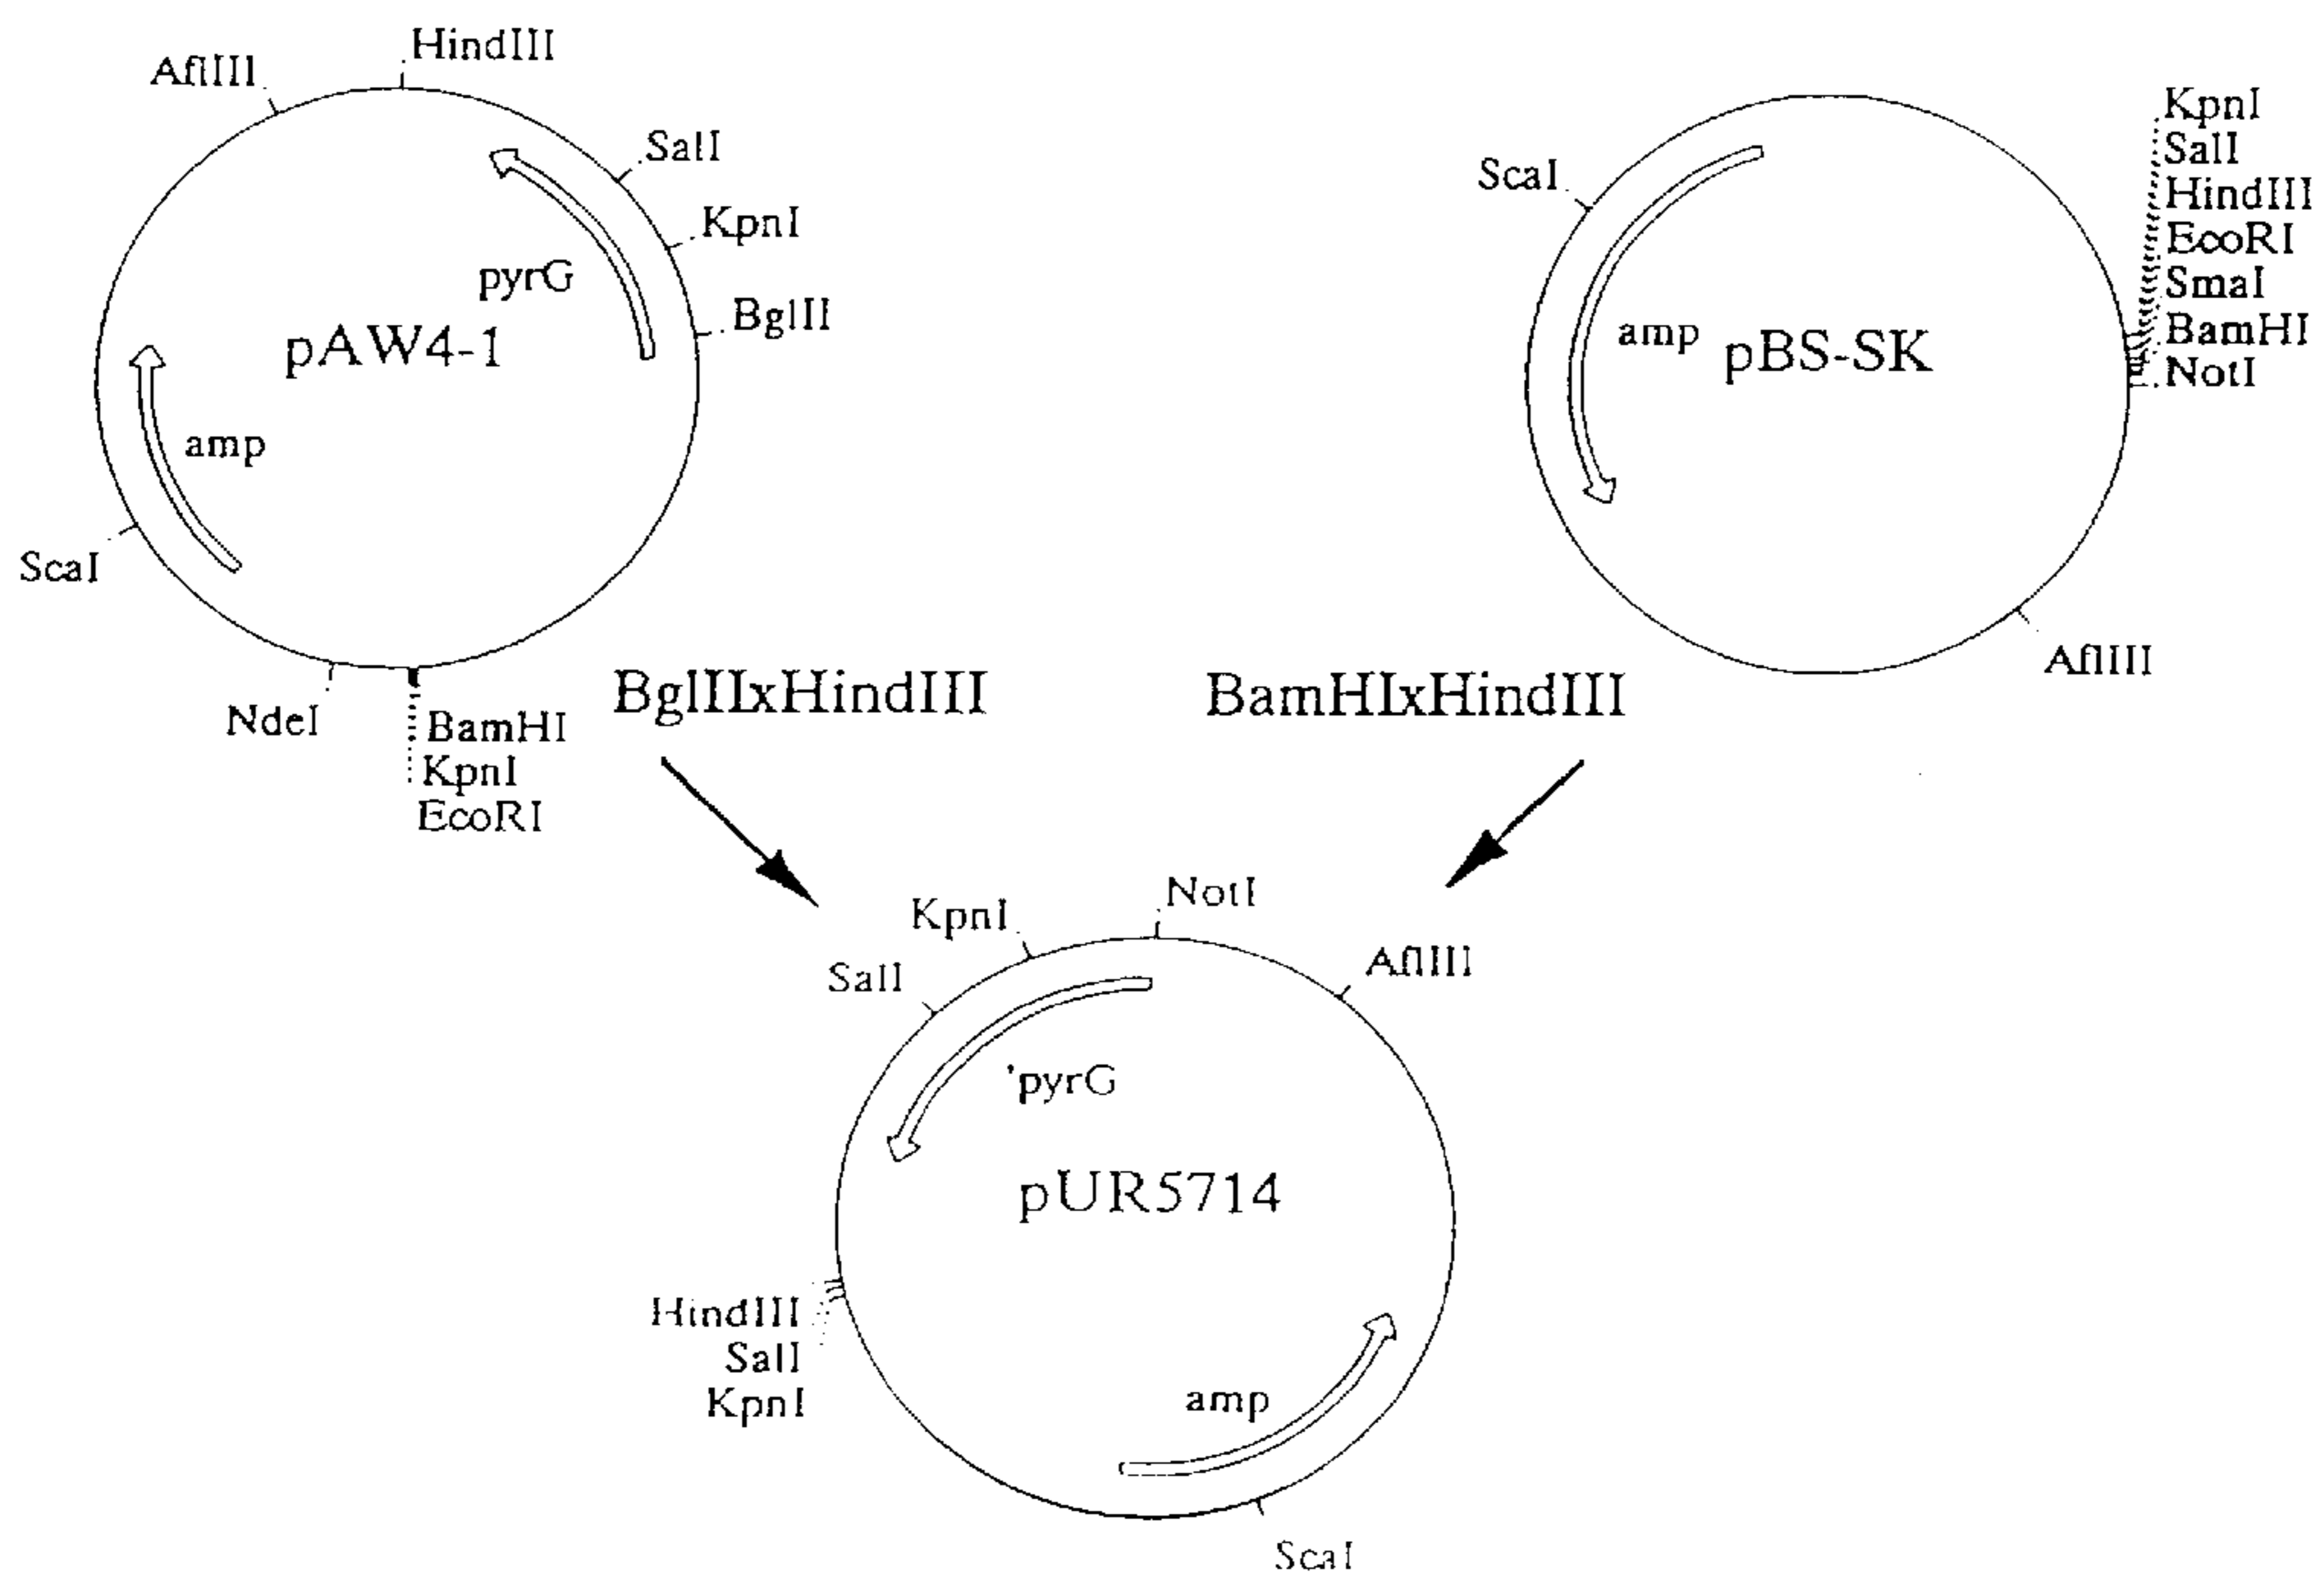 HindIII
AflIII
SalI
KpnI
BglII
pyrG
pAW4-1
amp
ScaI
NdeI
BamHI
KpnI
EcoRI
KpnI
SalI
HindIII
EcoRI
SmaI
BamHI
NotI
ScaI
amp
pBS-SK
AflIII
BglIIxHindIII
BamHIxHindIII
NotI
KpnI
AflIII
SalI
'pyrG
pUR5714
HindIII
SalI
KpnI
amp
ScaI